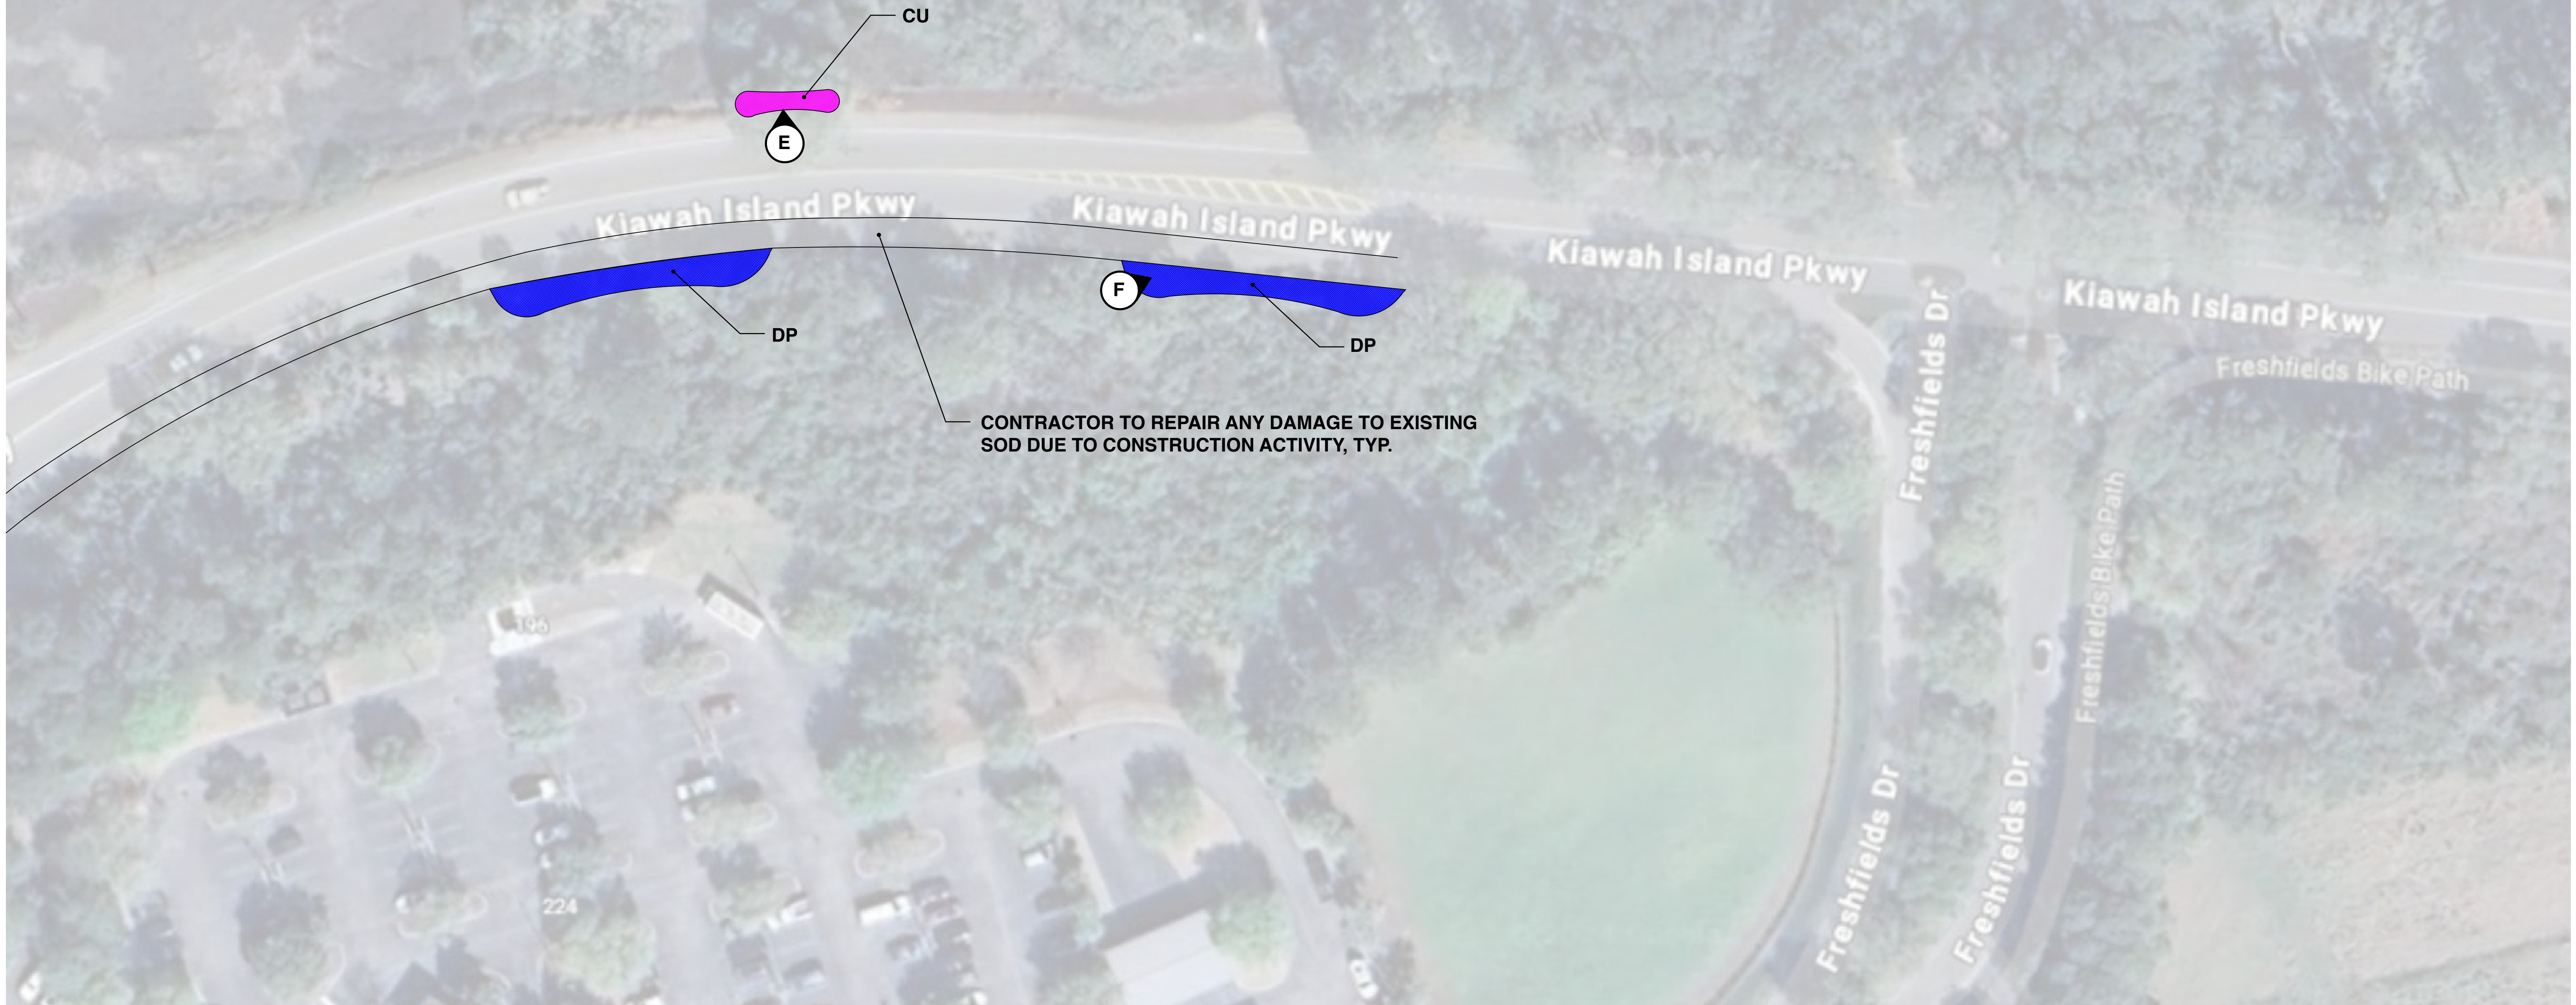 CU
E
Kiawah Island Pkwy
Kiawah Island Pkwy
Kiawah Island Pkwy
Kiawah Island Pkwy
F
DP
DP
Freshfields Dr
Freshfields Bike Path
CONTRACTOR TO REPAIR ANY DAMAGE TO EXISTING
SOD DUE TO CONSTRUCTION ACTIVITY, TYP.
Freshfields Bike Path
195
224
Freshfields Dr
Freshfields Dr